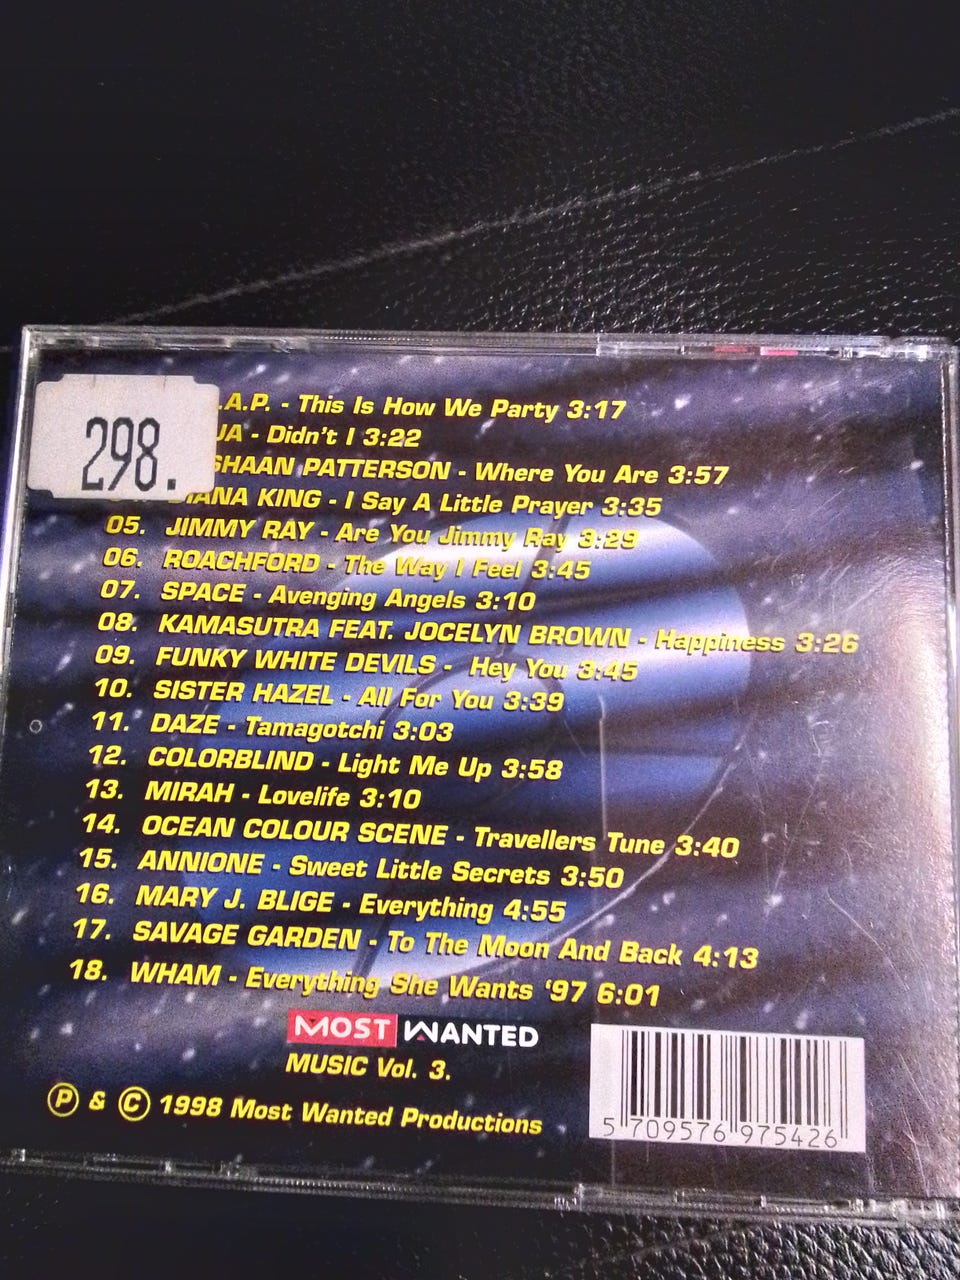 298.
.A.P. - This Is How We Party 3:17
- Didn't I 3:22
PATTERSON - Where You Are 3:57
DIANA KING - I Say A Little Prayer 3:35
05. JIMMY RAY - Are You Jimmy Ray 3:29
06. ROACHFORD - The Way I Feel 3:45
07. SPACE - Avenging Angels 3:10
08. KAMASUTRA FEAT. JOCELYN BROWN - Happiness 3:26
09. FUNKY WHITE DEVILS - Hey You 3:45
10. SISTER HAZEL - All For You 3:39
11. DAZE - Tamagotchi 3:03
12. COLORBLIND - Light Me Up 3:58
13. MIRAH - Lovelife 3:10
14. OCEAN COLOUR SCENE - Travellers Tune 3:40
15. ANNIONE - Sweet Little Secrets 3:50
16. MARY J. BLIGE - Everything 4:55
17. SAVAGE GARDEN - To The Moon And Back 4:13
18. WHAM - Everything She Wants '97 6:01
MOST WANTED
MUSIC Vol. 3.
Ⓟ & © 1998 Most Wanted Productions
5 709576 975426